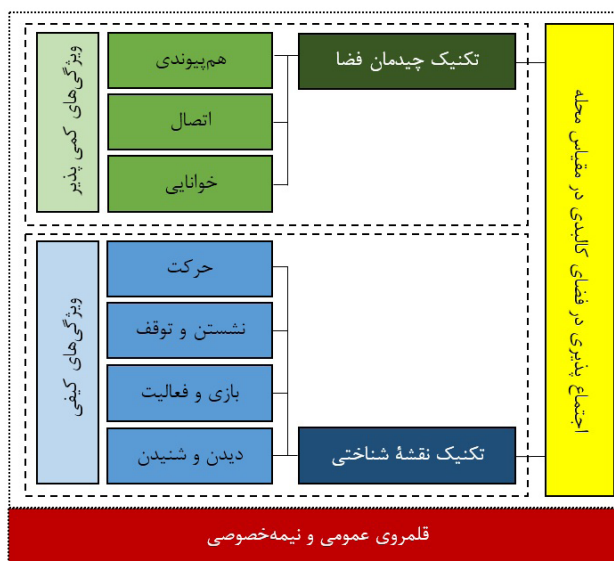 اجتماع پذیری در فضای کالبدی در مقیاس محله
تکنیک چیدمان فضا
هم‌پیوندی
اتصال
خوانایی
ویژگی‌های کمی پذیر
تکنیک نقشهٔ شناختی
حرکت
نشستن و توقف
بازی و فعالیت
دیدن و شنیدن
ویژگی‌های کیفی
قلمروی عمومی و نیمه‌خصوصی